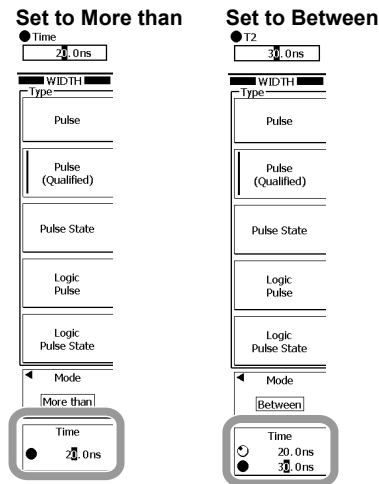 Set to More than
Time
20.0ns
WIDTH
Type
Pulse
Pulse
(Qualified)
Pulse State
Logic
Pulse
Logic
Pulse State
Mode
More than
Time
20.0ns
Set to Between
T2
30.0ns
WIDTH
Type
Pulse
Pulse
(Qualified)
Pulse State
Logic
Pulse
Logic
Pulse State
Mode
Between
Time
20.0ns
30.0ns